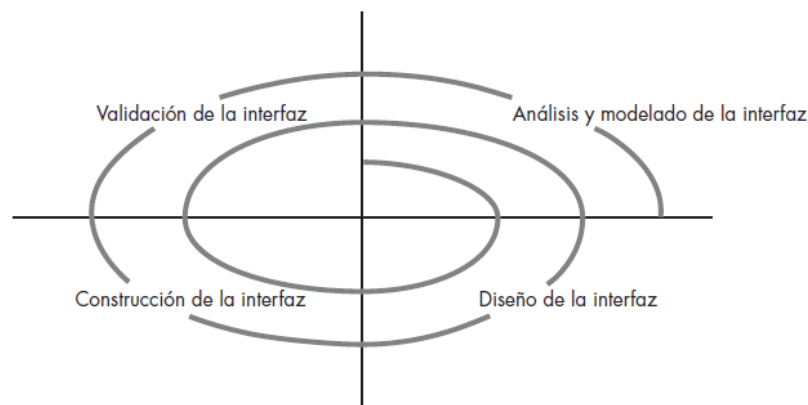 Validación de la interfaz
Análisis y modelado de la interfaz
Construcción de la interfaz
Diseño de la interfaz